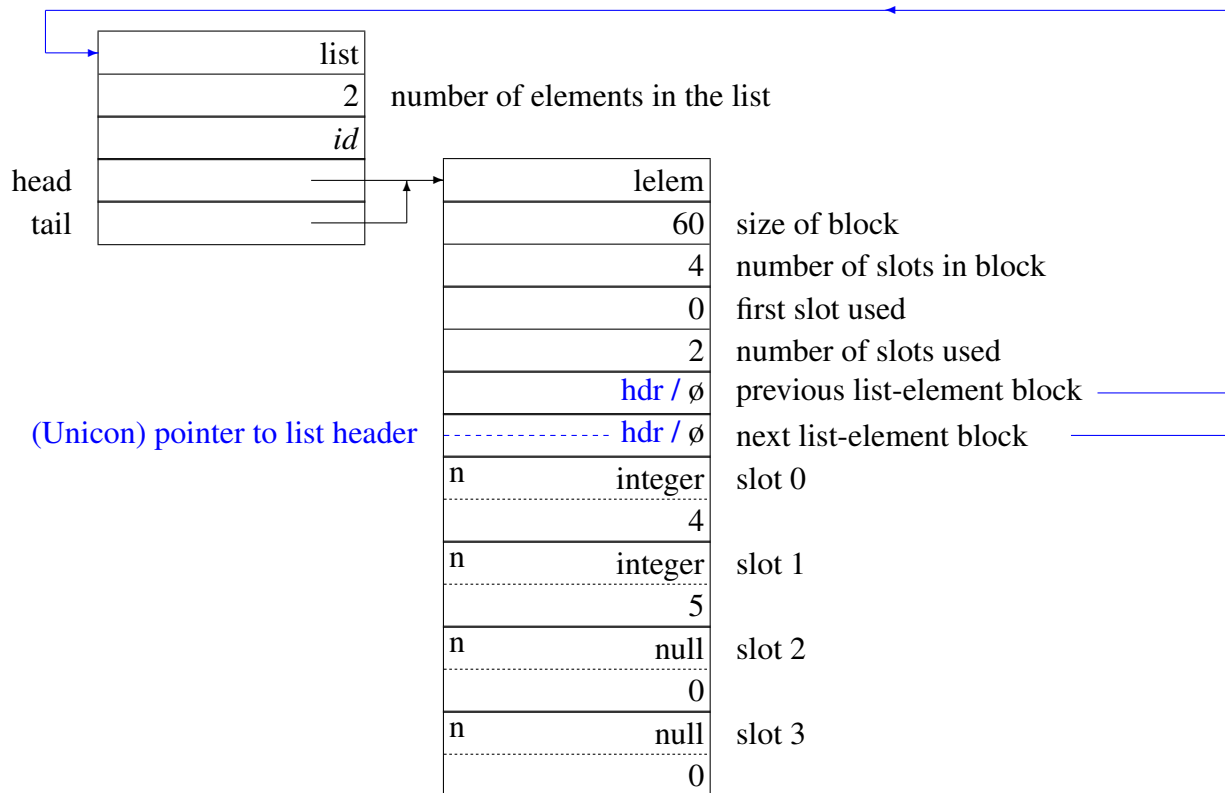 list
2 number of elements in the list
id
head lelem
tail 60 size of block
4 number of slots in block
0 first slot used
2 number of slots used
hdr / ø previous list-element block
(Unicon) pointer to list header hdr / ø next list-element block
n integer slot 0
4
n integer slot 1
5
n null slot 2
0
n null slot 3
0